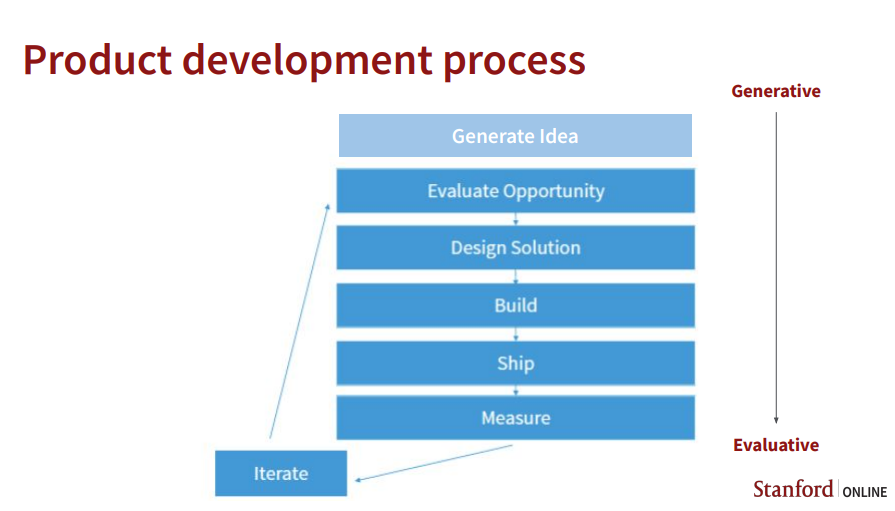 Product development process
Generative
Generate Idea
Evaluate Opportunity
Design Solution
Build
Ship
Measure
Evaluative
Iterate
Stanford ONLINE